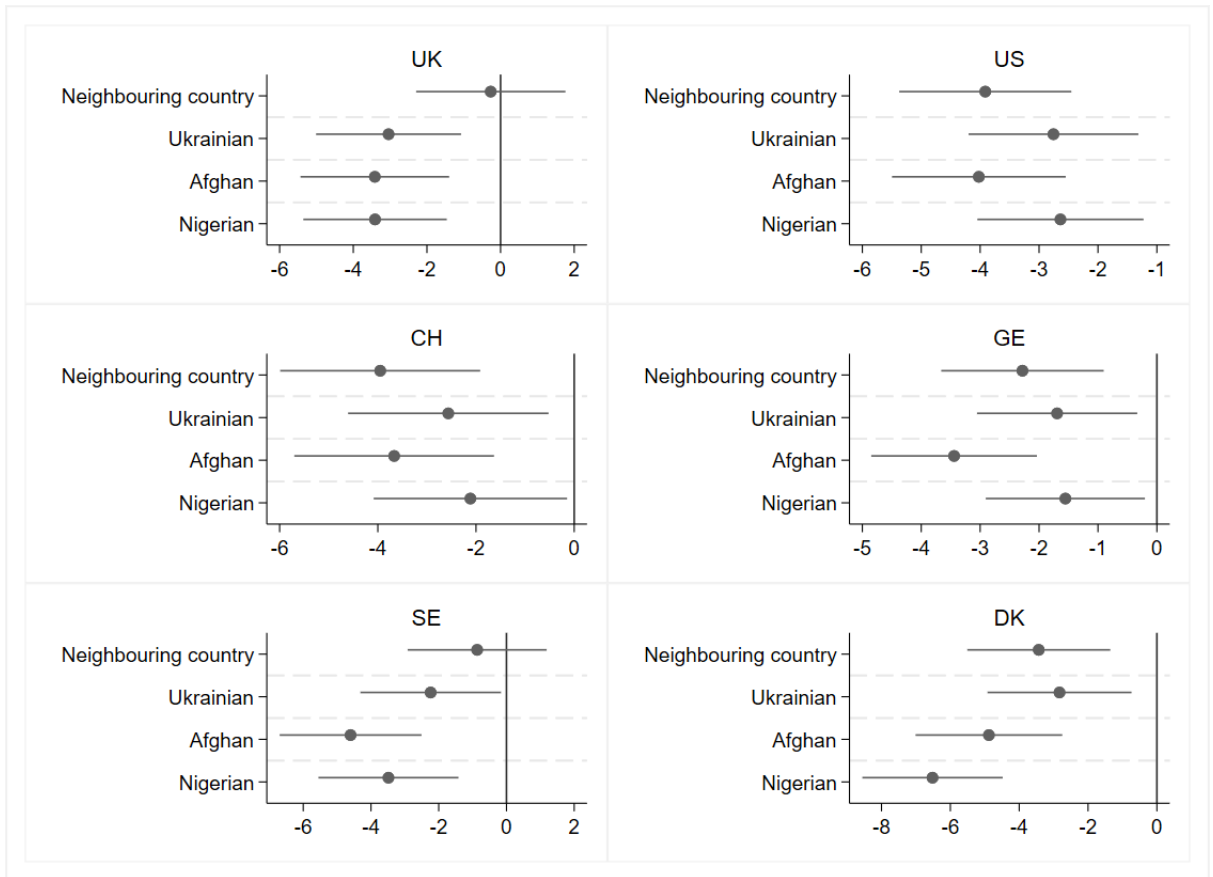 UK
Neighbouring country
Ukrainian
Afghan
Nigerian
-6 -4 -2 0 2
US
Neighbouring country
Ukrainian
Afghan
Nigerian
-6 -5 -4 -3 -2 -1
CH
Neighbouring country
Ukrainian
Afghan
Nigerian
-6 -4 -2 0
GE
Neighbouring country
Ukrainian
Afghan
Nigerian
-5 -4 -3 -2 -1 0
SE
Neighbouring country
Ukrainian
Afghan
Nigerian
-6 -4 -2 0 2
DK
Neighbouring country
Ukrainian
Afghan
Nigerian
-8 -6 -4 -2 0